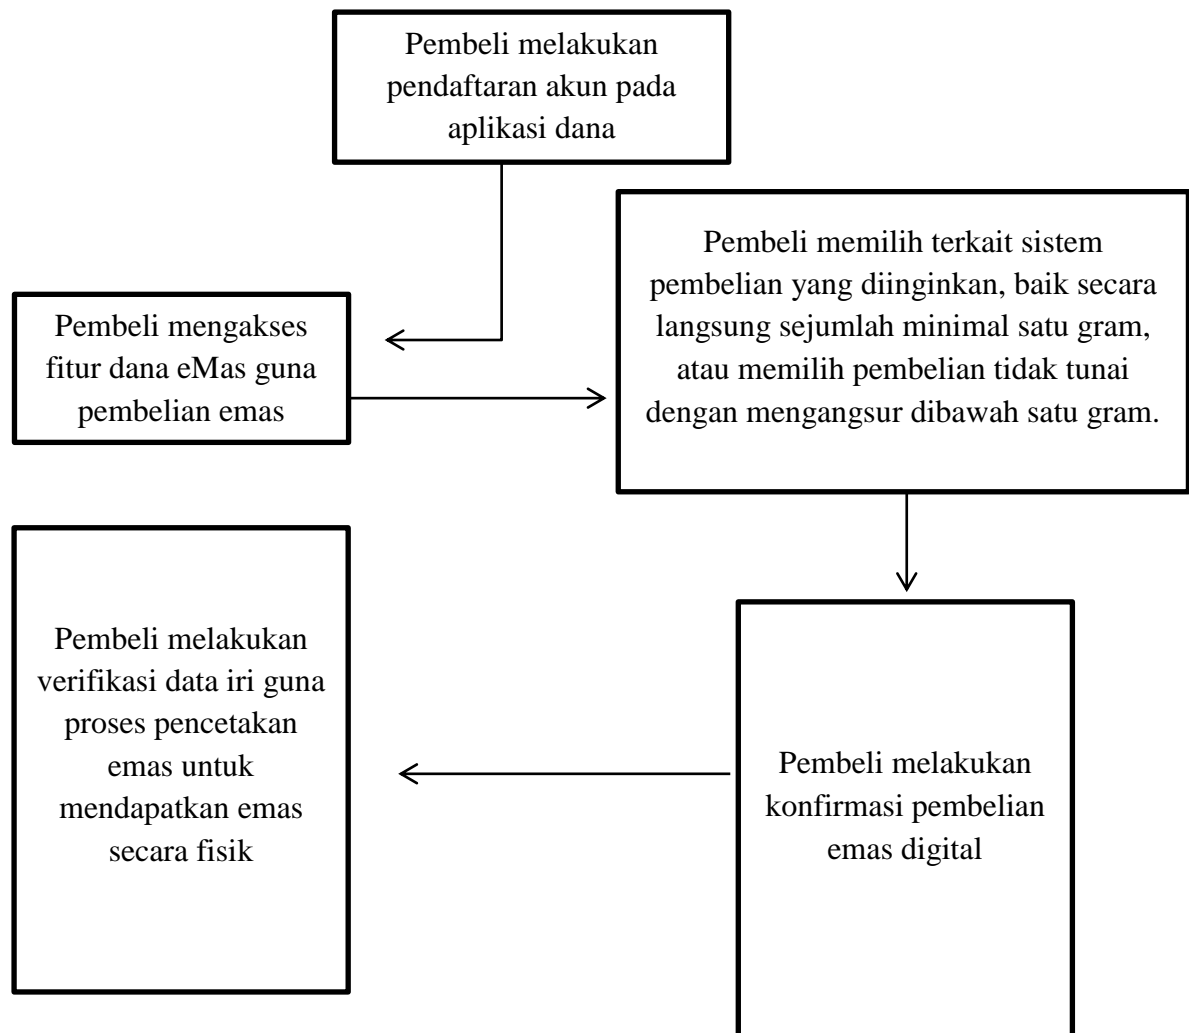 Pembeli melakukan
pendaftaran akun pada
aplikasi dana
Pembeli mengakses
fitur dana eMas guna
pembelian emas
Pembeli memilih terkait sistem
pembelian yang diinginkan, baik secara
langsung sejumlah minimal satu gram,
atau memilih pembelian tidak tunai
dengan mengangsur dibawah satu gram.
Pembeli melakukan
konfirmasi pembelian
emas digital
Pembeli melakukan
verifikasi data iri guna
proses pencetakan
emas untuk
mendapatkan emas
secara fisik